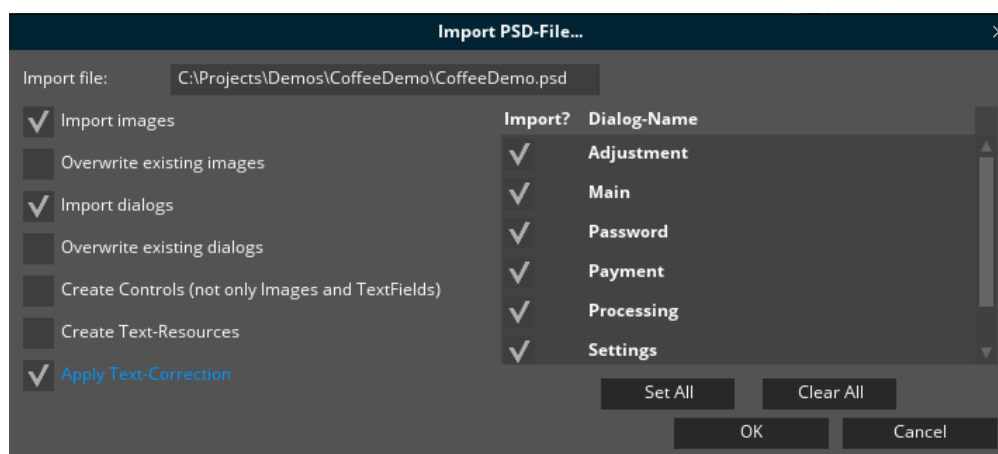 Import PSD-File...
Import file: C:\Projects\Demos\CoffeeDemo\CoffeeDemo.psd
Import images
Overwrite existing images
Import dialogs
Overwrite existing dialogs
Create Controls (not only Images and TextFields)
Create Text-Resources
Apply Text-Correction
Import? Dialog-Name
Adjustment
Main
Password
Payment
Processing
Settings
Set All Clear All
OK Cancel